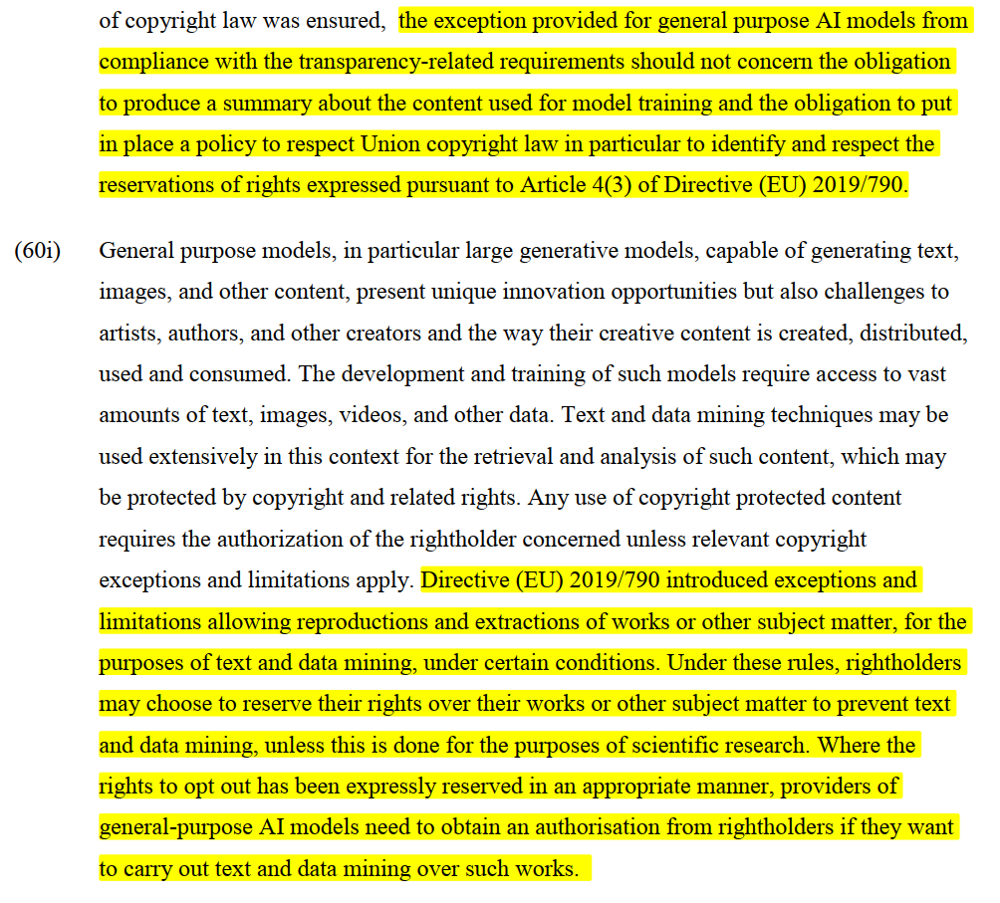 of copyright law was ensured, the exception provided for general purpose AI models from
compliance with the transparency-related requirements should not concern the obligation
to produce a summary about the content used for model training and the obligation to put
in place a policy to respect Union copyright law in particular to identify and respect the
reservations of rights expressed pursuant to Article 4(3) of Directive (EU) 2019/790.
(60i) General purpose models, in particular large generative models, capable of generating text,
images, and other content, present unique innovation opportunities but also challenges to
artists, authors, and other creators and the way their creative content is created, distributed,
used and consumed. The development and training of such models require access to vast
amounts of text, images, videos, and other data. Text and data mining techniques may be
used extensively in this context for the retrieval and analysis of such content, which may
be protected by copyright and related rights. Any use of copyright protected content
requires the authorization of the rightholder concerned unless relevant copyright
exceptions and limitations apply. Directive (EU) 2019/790 introduced exceptions and
limitations allowing reproductions and extractions of works or other subject matter, for the
purposes of text and data mining, under certain conditions. Under these rules, rightholders
may choose to reserve their rights over their works or other subject matter to prevent text
and data mining, unless this is done for the purposes of scientific research. Where the
rights to opt out has been expressly reserved in an appropriate manner, providers of
general-purpose AI models need to obtain an authorisation from rightholders if they want
to carry out text and data mining over such works.